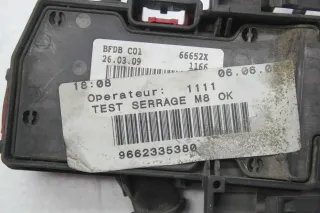 BFDB C01 66652X
26.03.09 1166
16:08 06.06.0
Operateur: 1111
TEST SERRAGE M8 OK
9662335380